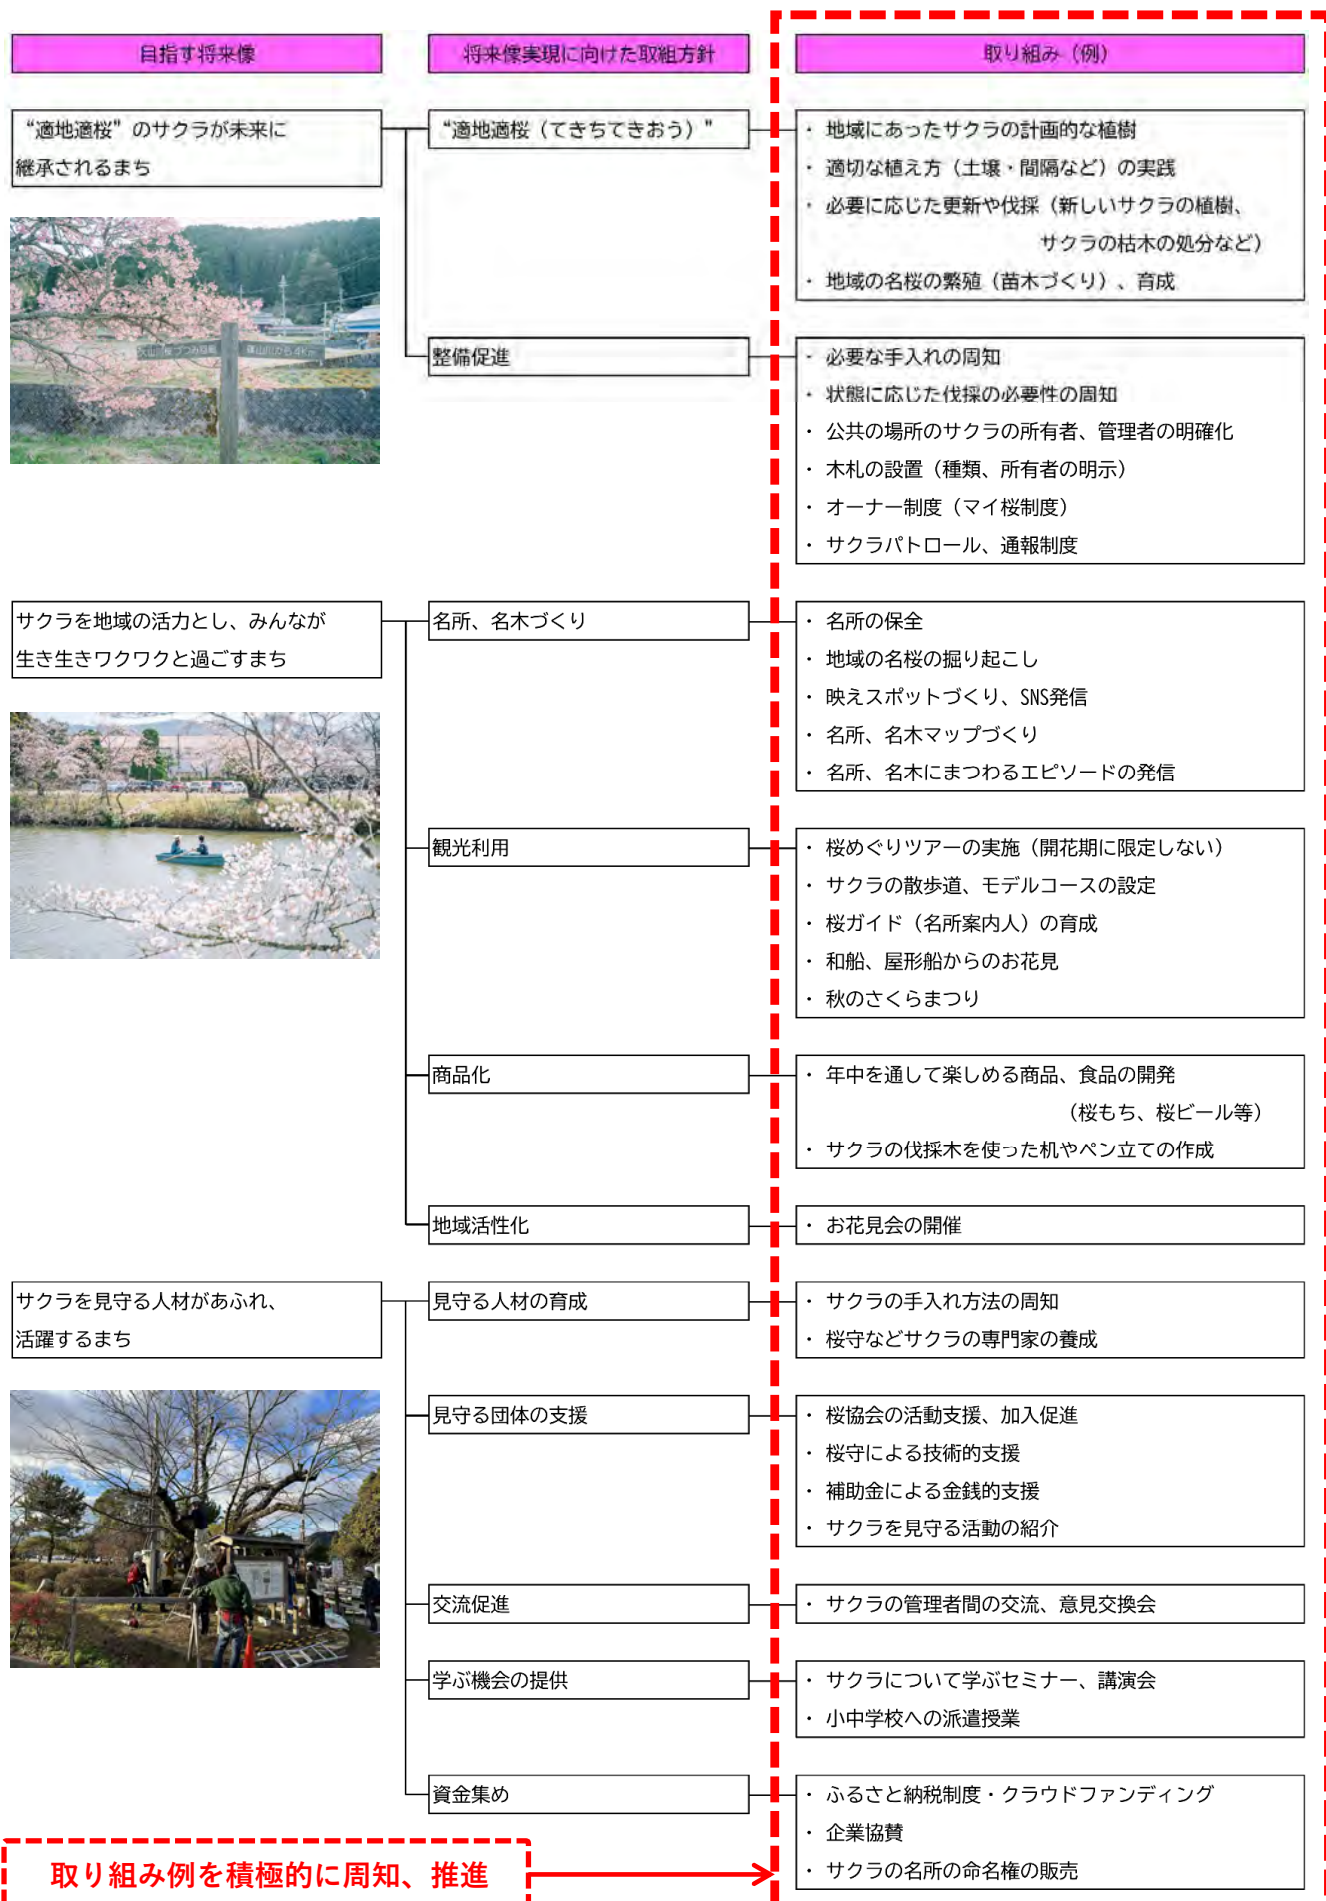 目指す将来像
将来像実現に向けた取組方針
取り組み（例）
“適地適桜”のサクラが未来に
継承されるまち
“適地適桜（てきちてきおう）”
・ 地域にあったサクラの計画的な植樹
・ 適切な植え方（土壌・間隔など）の実践
・ 必要に応じた更新や伐採（新しいサクラの植樹、
サクラの枯木の処分など）
・ 地域の名桜の繁殖（苗木づくり）、育成
整備促進
・ 必要な手入れの周知
・ 状態に応じた伐採の必要性の周知
・ 公共の場所のサクラの所有者、管理者の明確化
・ 木札の設置（種類、所有者の明示）
・ オーナー制度（マイ桜制度）
・ サクラパトロール、通報制度
サクラを地域の活力とし、みんなが
生き生きワクワクと過ごすまち
名所、名木づくり
・ 名所の保全
・ 地域の名桜の掘り起こし
・ 映えスポットづくり、SNS発信
・ 名所、名木マップづくり
・ 名所、名木にまつわるエピソードの発信
観光利用
・ 桜めぐりツアーの実施（開花期に限定しない）
・ サクラの散歩道、モデルコースの設定
・ 桜ガイド（名所案内人）の育成
・ 和船、屋形船からのお花見
・ 秋のさくらまつり
商品化
・ 年中を通して楽しめる商品、食品の開発
（桜もち、桜ビール等）
・ サクラの伐採木を使った机やペン立ての作成
地域活性化
・ お花見会の開催
サクラを見守る人材があふれ、
活躍するまち
見守る人材の育成
・ サクラの手入れ方法の周知
・ 桜守などサクラの専門家の養成
見守る団体の支援
・ 桜協会の活動支援、加入促進
・ 桜守による技術的支援
・ 補助金による金銭的支援
・ サクラを見守る活動の紹介
交流促進
・ サクラの管理者間の交流、意見交換会
学ぶ機会の提供
・ サクラについて学ぶセミナー、講演会
・ 小中学校への派遣授業
資金集め
・ ふるさと納税制度・クラウドファンディング
・ 企業協賛
・ サクラの名所の命名権の販売
取り組み例を積極的に周知、推進